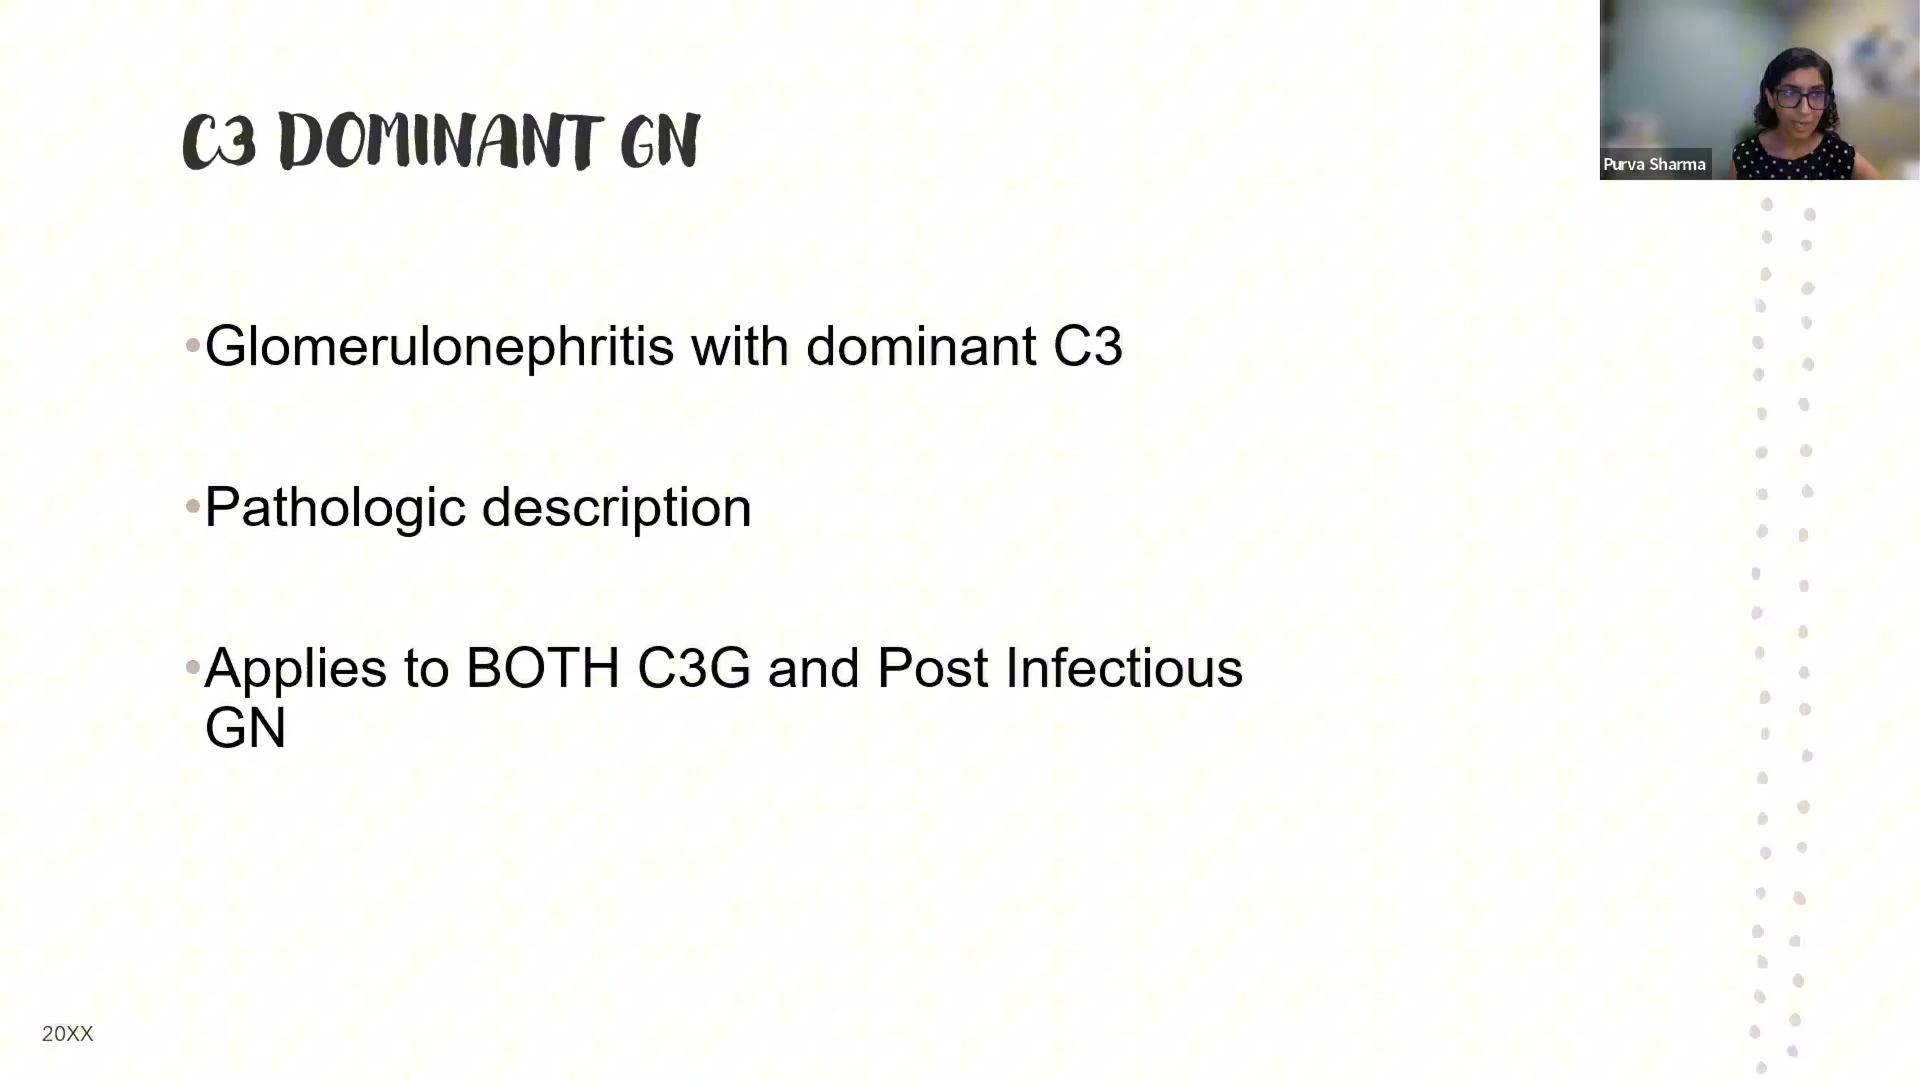 C3 DOMINANT GN
Purva Sharma
•Glomerulonephritis with dominant C3
•Pathologic description
•Applies to BOTH C3G and Post Infectious
GN
20XX